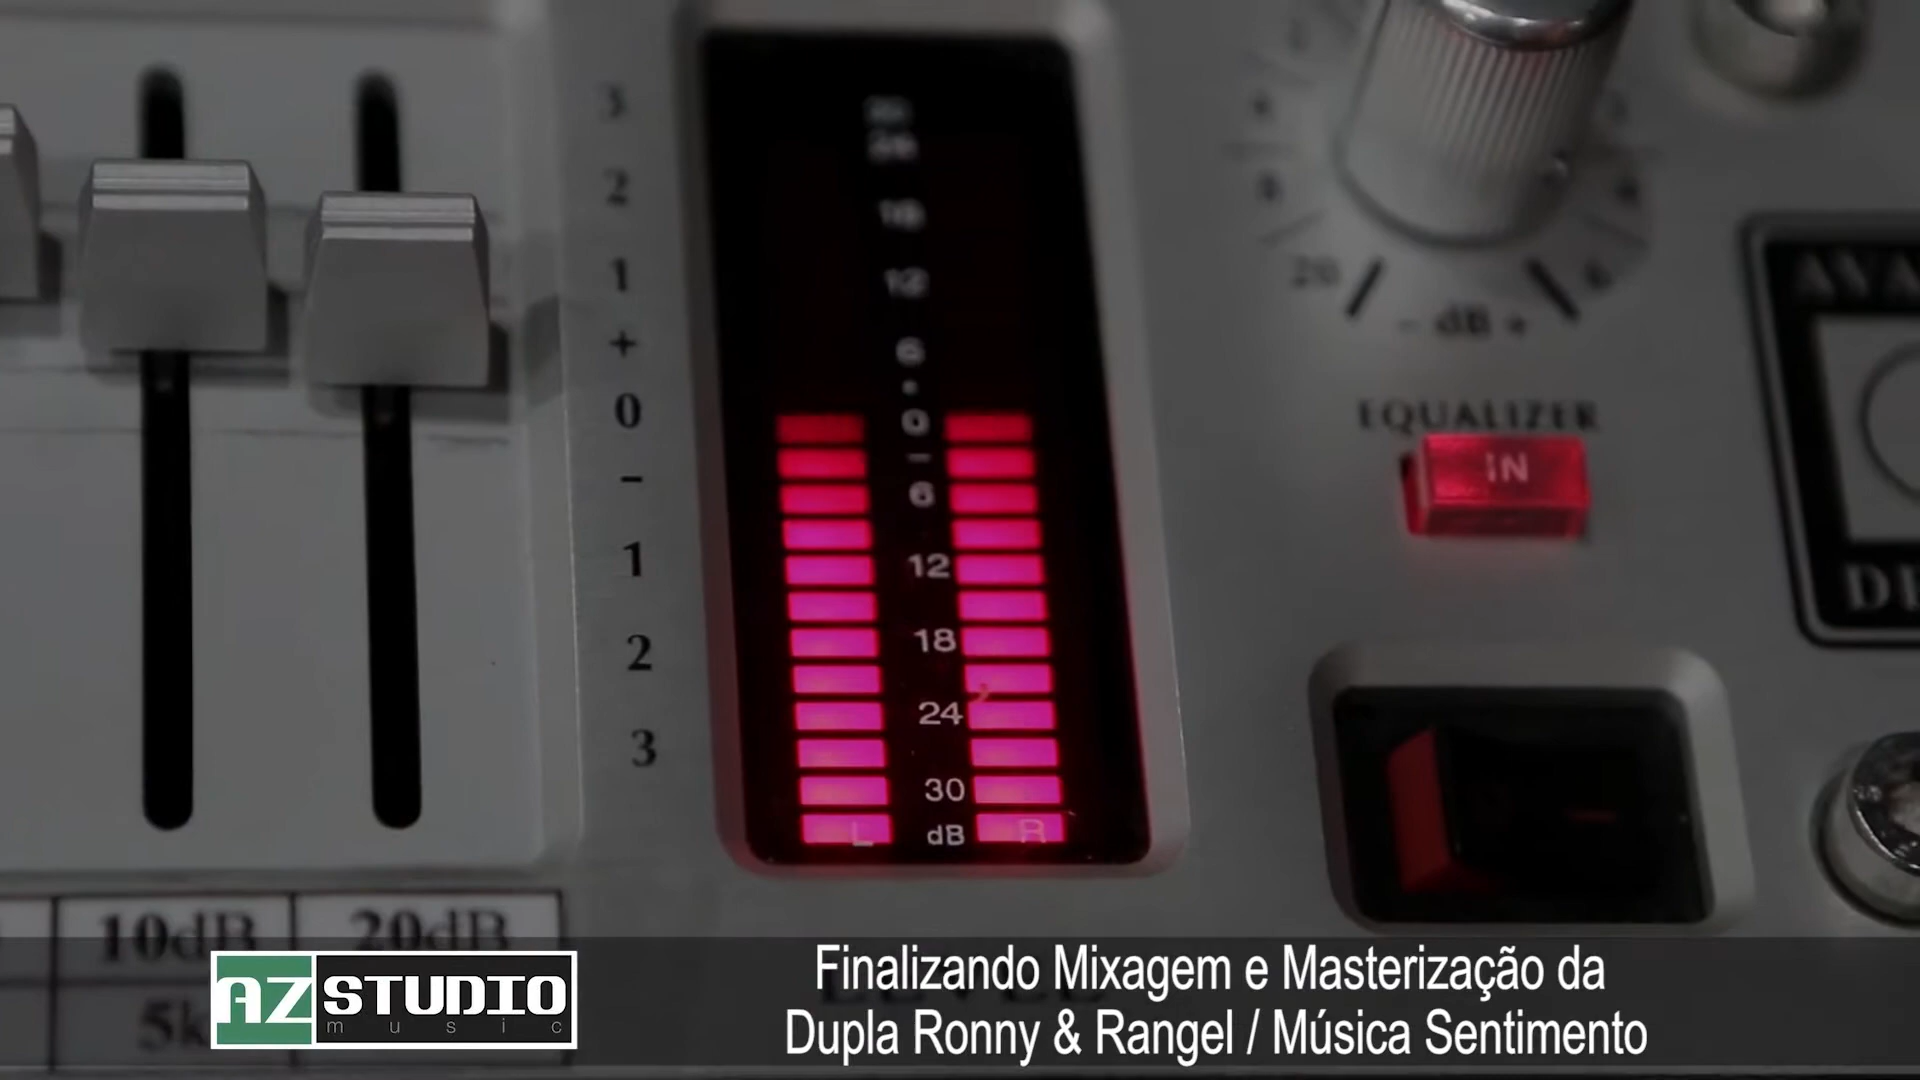 3
2
1
+
0
-
1
2
3
18
12
6
0
-
6
12
18
24
30
L dB R
20
- dB +
EQUALIZER
IN
10dB
20dB
AZ STUDIO
music
Finalizando Mixagem e Masterização da
Dupla Ronny & Rangel / Música Sentimento